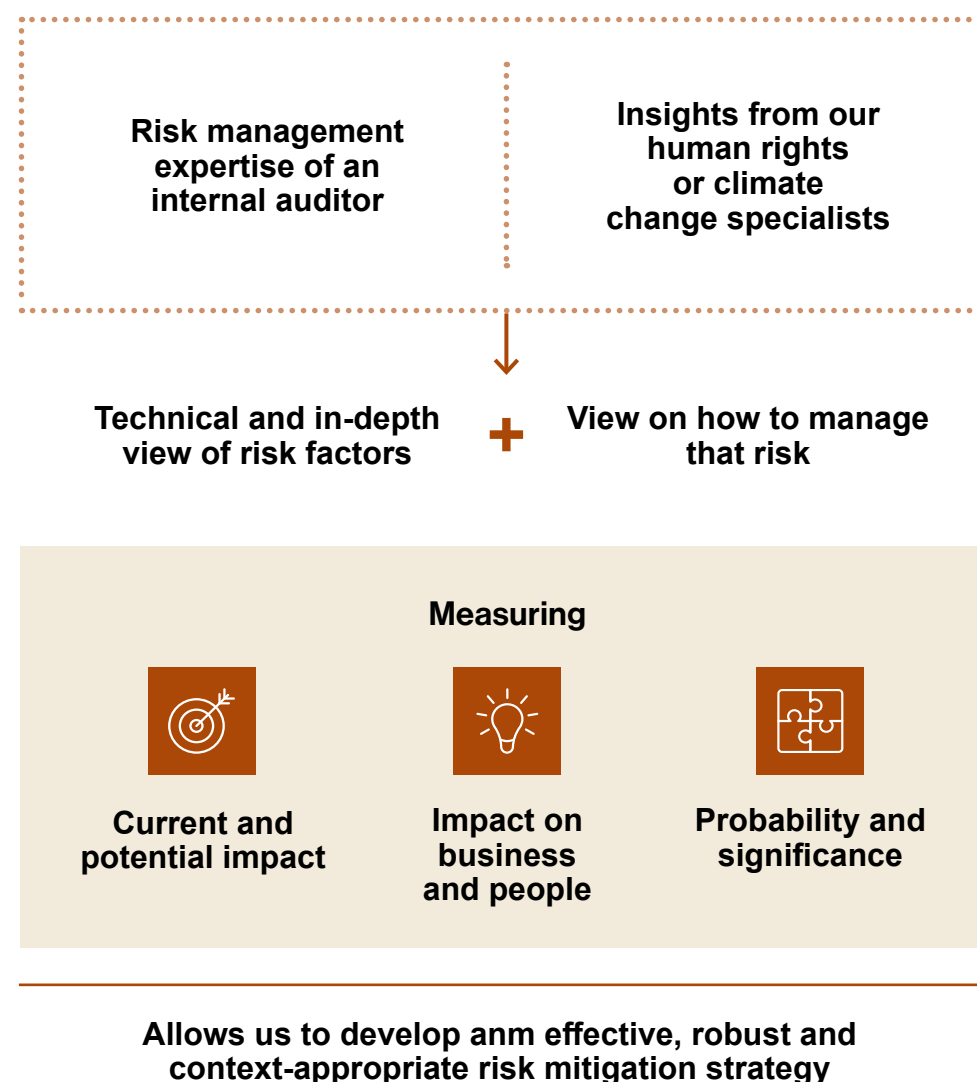 Risk management
expertise of an
internal auditor
Insights from our
human rights
or climate
change specialists
Technical and in-depth
view of risk factors
+
View on how to manage
that risk
Measuring
Current and
potential impact
Impact on
business
and people
Probability and
significance
Allows us to develop anm effective, robust and
context-appropriate risk mitigation strategy